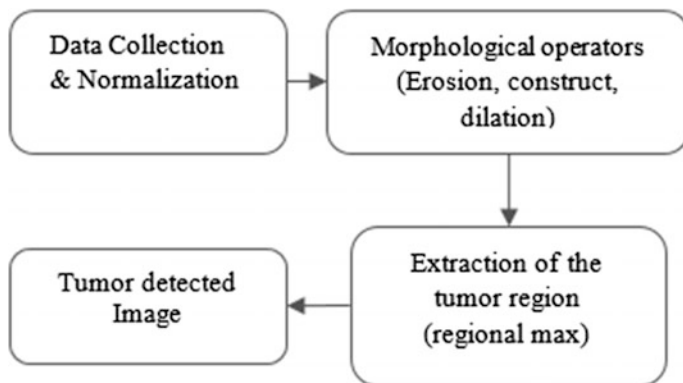 Data Collection
& Normalization
Morphological operators
(Erosion, construct,
dilation)
Extraction of the
tumor region
(regional max)
Tumor detected
Image